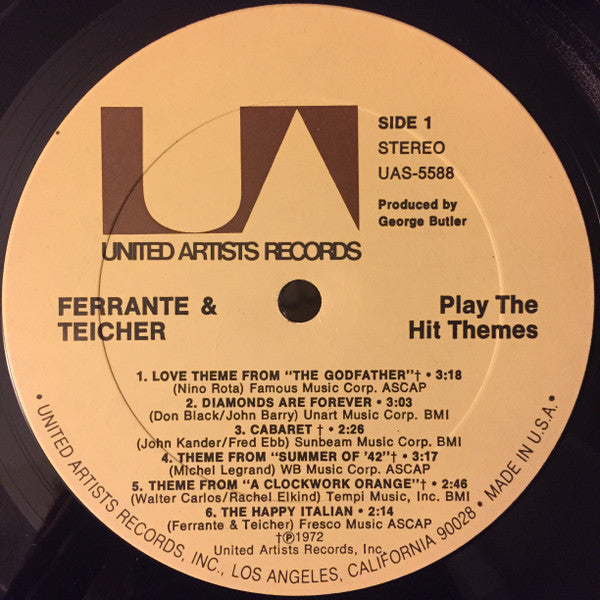 UA
SIDE 1
STEREO
UAS-5588
Produced by
George Butler
UNITED ARTISTS RECORDS
FERRANTE &
TEICHER
Play The
Hit Themes
1. LOVE THEME FROM "THE GODFATHER"† • 3:18
(Nino Rota) Famous Music Corp. ASCAP
2. DIAMONDS ARE FOREVER • 3:03
(Don Black/John Barry) Unart Music Corp. BMI
3. CABARET † • 2:26
(John Kander/Fred Ebb) Sunbeam Music Corp. BMI
4. THEME FROM "SUMMER OF '42"† • 3:17
(Michel Legrand) WB Music Corp. ASCAP
5. THEME FROM "A CLOCKWORK ORANGE"† • 2:46
(Walter Carlos/Rachel Elkind) Tempi Music, Inc. BMI
6. THE HAPPY ITALIAN • 2:14
(Ferrante & Teicher) Fresco Music ASCAP
†℗1972
United Artists Records, Inc.
• UNITED ARTISTS RECORDS, INC., LOS ANGELES, CALIFORNIA 90028 • MADE IN U.S.A. •